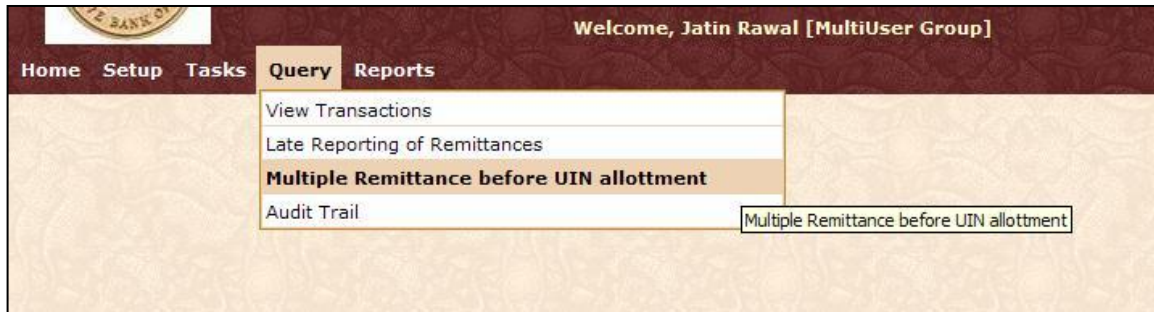 VE BANK OF
Welcome, Jatin Rawal [MultiUser Group]
Home Setup Tasks Query Reports
View Transactions
Late Reporting of Remittances
Multiple Remittance before UIN allottment
Audit Trail
Multiple Remittance before UIN allottment